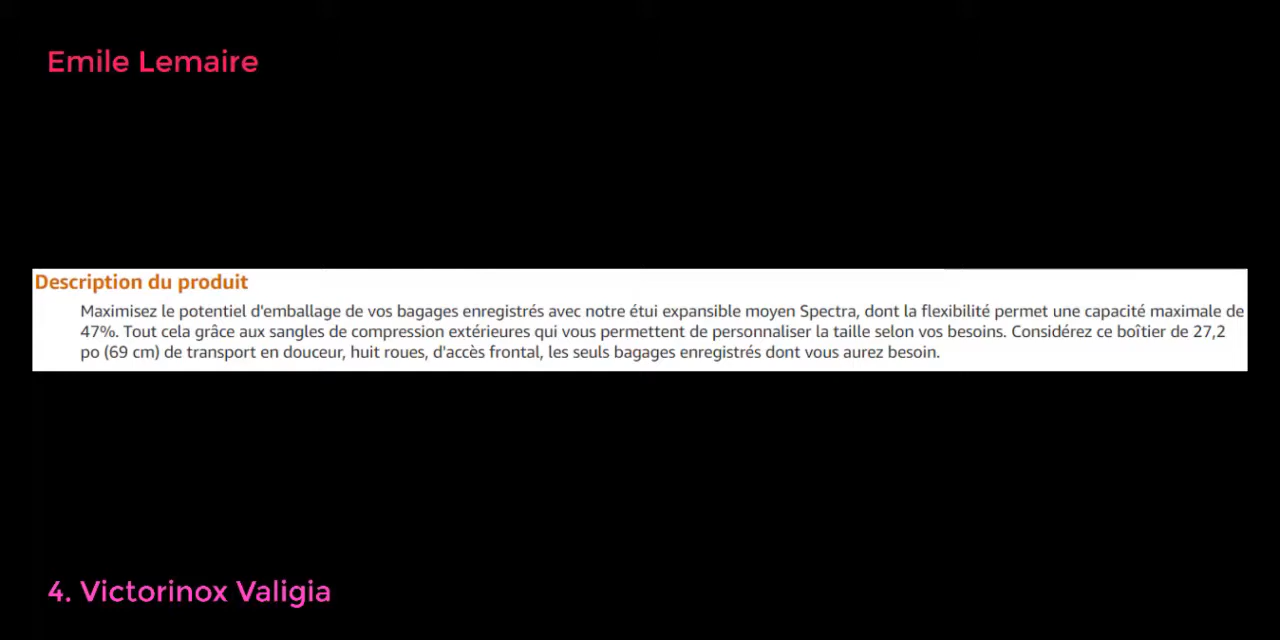 Emile Lemaire
Description du produit
Maximisez le potentiel d'emballage de vos bagages enregistrés avec notre étui expansible moyen Spectra, dont la flexibilité permet une capacité maximale de
47%. Tout cela grâce aux sangles de compression extérieures qui vous permettent de personnaliser la taille selon vos besoins. Considérez ce boîtier de 27,2
po (69 cm) de transport en douceur, huit roues, d'accès frontal, les seuls bagages enregistrés dont vous aurez besoin.
4. Victorinox Valigia